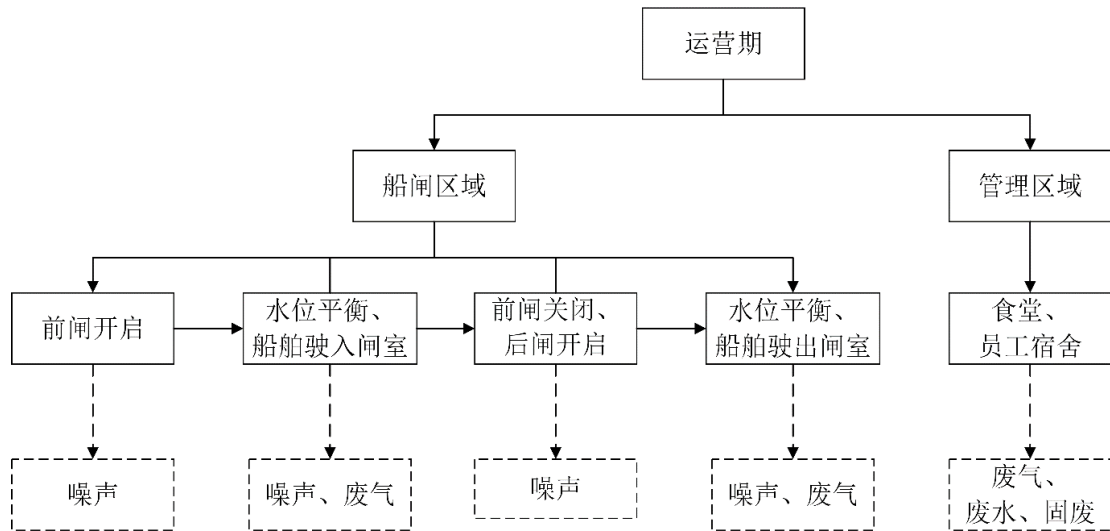 运营期
船闸区域
管理区域
前闸开启
水位平衡、
船舶驶入闸室
前闸关闭、
后闸开启
水位平衡、
船舶驶出闸室
食堂、
员工宿舍
噪声
噪声、废气
噪声
噪声、废气
废气、
废水、固废